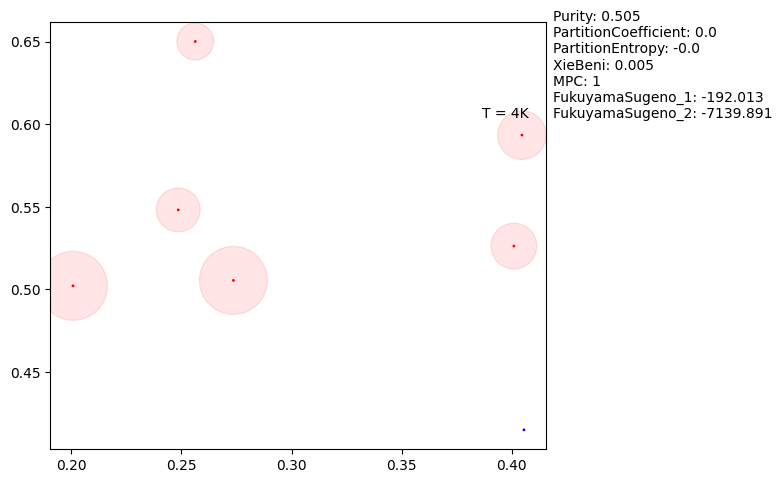 Purity: 0.505
PartitionCoefficient: 0.0
PartitionEntropy: -0.0
XieBeni: 0.005
MPC: 1
FukuyamaSugeno_1: -192.013
FukuyamaSugeno_2: -7139.891
T = 4K
0.65
0.60
0.55
0.50
0.45
0.20 0.25 0.30 0.35 0.40